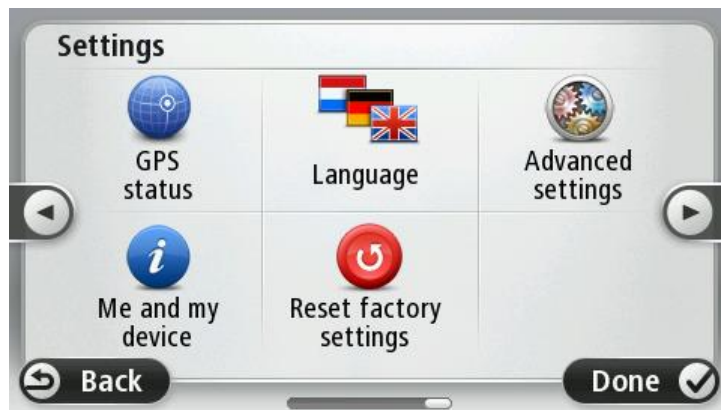 Settings
GPS
status
Language
Advanced
settings
Me and my
device
Reset factory
settings
Back
Done